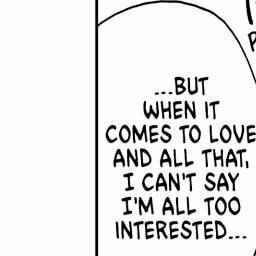 ...BUT
WHEN IT
COMES TO LOVE
AND ALL THAT,
I CAN'T SAY
I'M ALL TOO
INTERESTED...